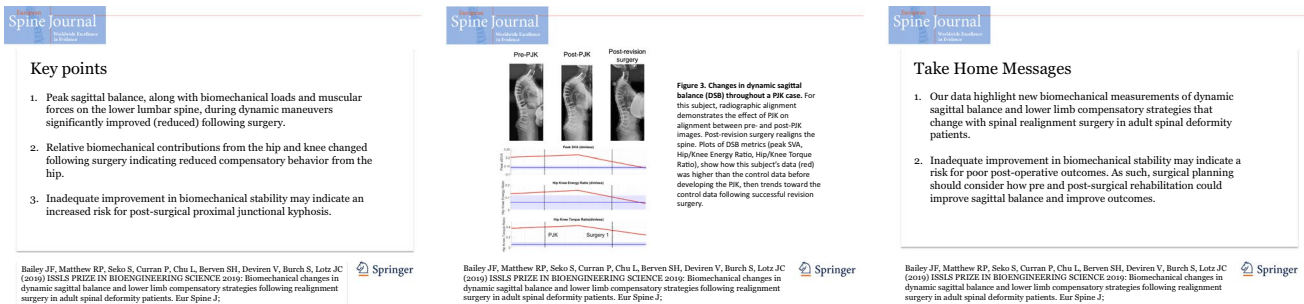 European
Spine Journal
Worldwide Excellence
in Evidence
Key points
1. Peak sagittal balance, along with biomechanical loads and muscular
forces on the lower lumbar spine, during dynamic maneuvers
significantly improved (reduced) following surgery.
2. Relative biomechanical contributions from the hip and knee changed
following surgery indicating reduced compensatory behavior from the
hip.
3. Inadequate improvement in biomechanical stability may indicate an
increased risk for post-surgical proximal junctional kyphosis.
Bailey JF, Matthew RP, Seko S, Curran P, Chu L, Berven SH, Deviren V, Burch S, Lotz JC
(2019) ISSLS PRIZE IN BIOENGINEERING SCIENCE 2019: Biomechanical changes in
dynamic sagittal balance and lower limb compensatory strategies following realignment
surgery in adult spinal deformity patients. Eur Spine J;
Springer
European
Spine Journal
Worldwide Excellence
in Evidence
Pre-PJK
Post-PJK
Post-revision
surgery
Peak SVA (dimless)
Hip Knee Energy Ratio (dimless)
Hip Knee Torque Ratio(dimless)
PJK
Surgery 1
Figure 3. Changes in dynamic sagittal
balance (DSB) throughout a PJK case. For
this subject, radiographic alignment
demonstrates the effect of PJK on
alignment between pre- and post-PJK
images. Post-revision surgery realigns the
spine. Plots of DSB metrics (peak SVA,
Hip/Knee Energy Ratio, Hip/Knee Torque
Ratio), show how this subject's data (red)
was higher than the control data before
developing the PJK, then trends toward the
control data following successful revision
surgery.
Bailey JF, Matthew RP, Seko S, Curran P, Chu L, Berven SH, Deviren V, Burch S, Lotz JC
(2019) ISSLS PRIZE IN BIOENGINEERING SCIENCE 2019: Biomechanical changes in
dynamic sagittal balance and lower limb compensatory strategies following realignment
surgery in adult spinal deformity patients. Eur Spine J;
Springer
European
Spine Journal
Worldwide Excellence
in Evidence
Take Home Messages
1. Our data highlight new biomechanical measurements of dynamic
sagittal balance and lower limb compensatory strategies that
change with spinal realignment surgery in adult spinal deformity
patients.
2. Inadequate improvement in biomechanical stability may indicate a
risk for poor post-operative outcomes. As such, surgical planning
should consider how pre and post-surgical rehabilitation could
improve sagittal balance and improve outcomes.
Bailey JF, Matthew RP, Seko S, Curran P, Chu L, Berven SH, Deviren V, Burch S, Lotz JC
(2019) ISSLS PRIZE IN BIOENGINEERING SCIENCE 2019: Biomechanical changes in
dynamic sagittal balance and lower limb compensatory strategies following realignment
surgery in adult spinal deformity patients. Eur Spine J;
Springer